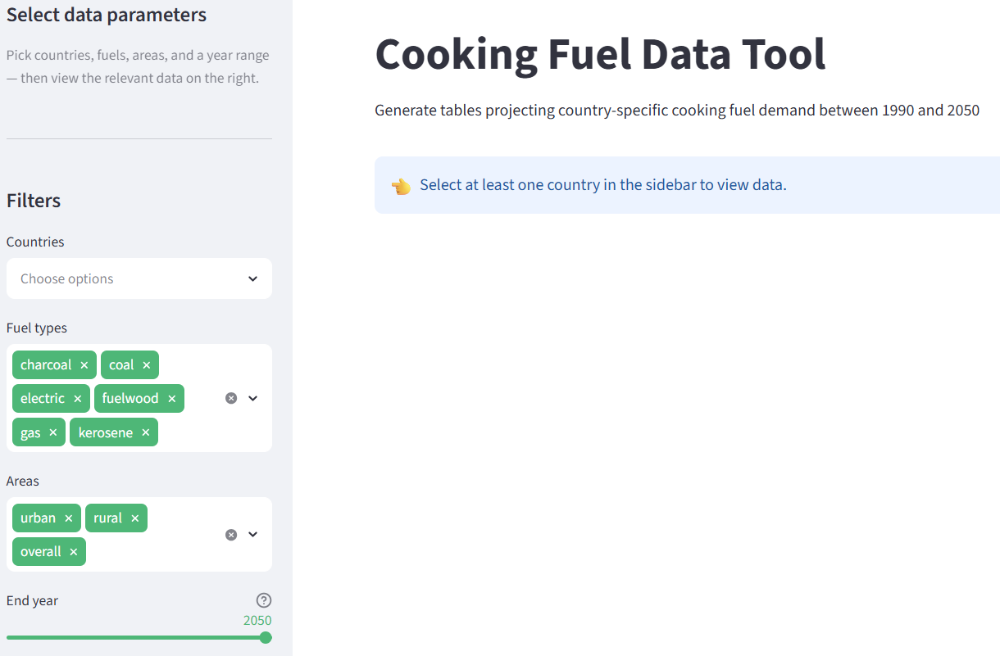 Select data parameters
Pick countries, fuels, areas, and a year range
— then view the relevant data on the right.
Filters
Countries
Choose options
Fuel types
charcoal × coal ×
electric × fuelwood ×
gas × kerosene ×
Areas
urban × rural ×
overall ×
End year
2050
Cooking Fuel Data Tool
Generate tables projecting country-specific cooking fuel demand between 1990 and 2050
Select at least one country in the sidebar to view data.